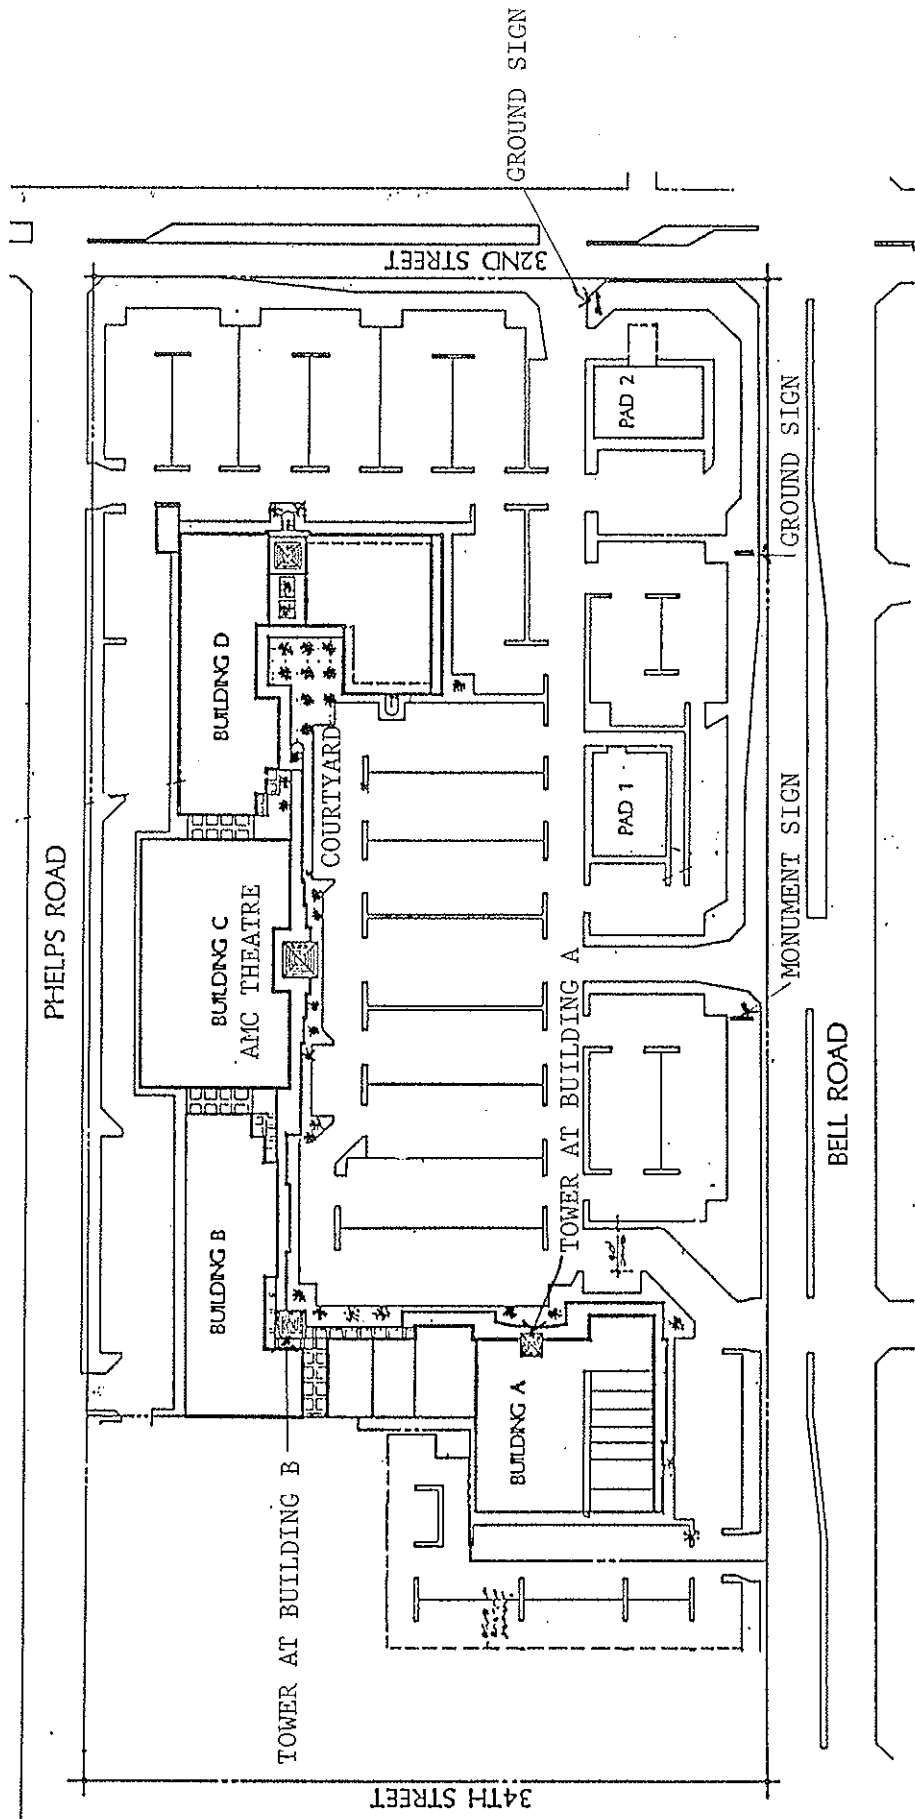 PHELPS ROAD
34TH STREET
32ND STREET
BELL ROAD
TOWER AT BUILDING B
BUILDING B
BUILDING C
AMC THEATRE
BUILDING D
COURTYARD
BUILDING A
TOWER AT BUILDING A
PAD 1
PAD 2
MONUMENT SIGN
GROUND SIGN
GROUND SIGN